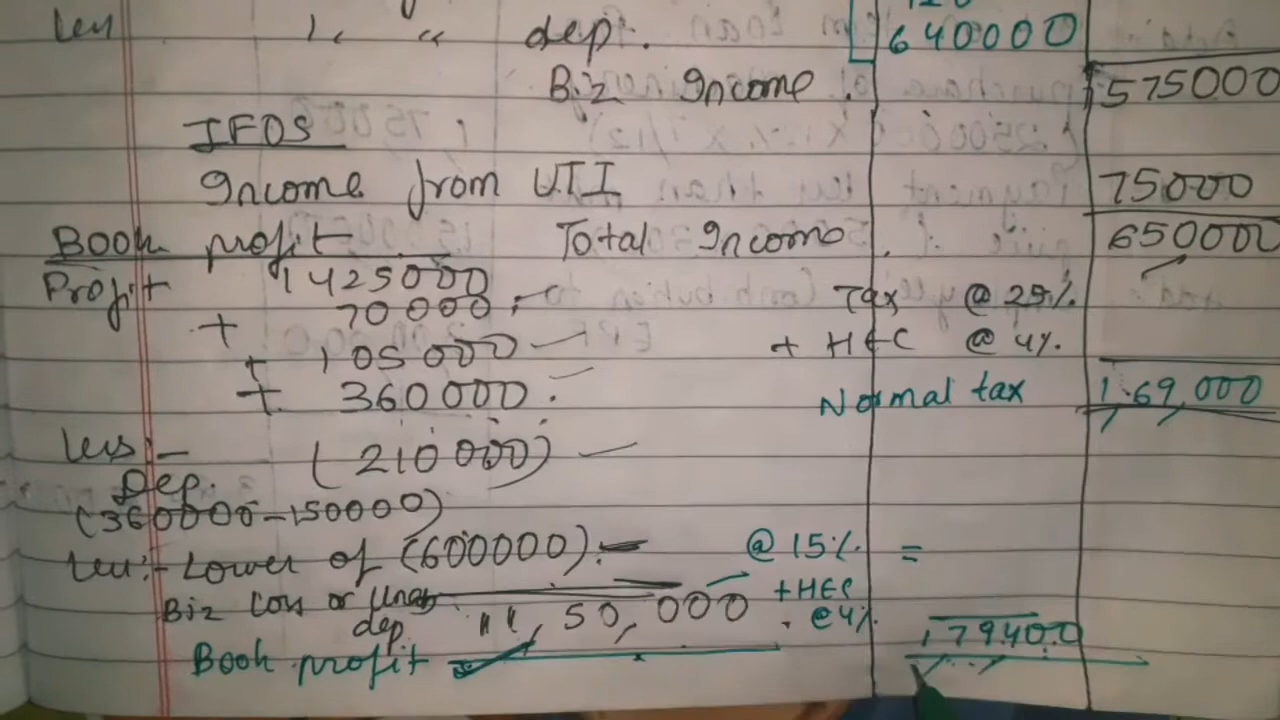 Less " " dep. 640000
Biz Income. 575000
IFOS
Income from UTI 75000
Book profit Total Income. 650000
Profit 1425000 Tax @ 25%.
+ 70000
+ 105000 + H&C @ 4%.
+ 360000. Normal tax 1,69,000
Less:- (210000)
Dep.
(360000-150000)
Less:- Lower of (600000). @ 15%. =
Biz Loss or Unab. + HEC
dep. 11,50,000. @ 4%. 179400
Book profit